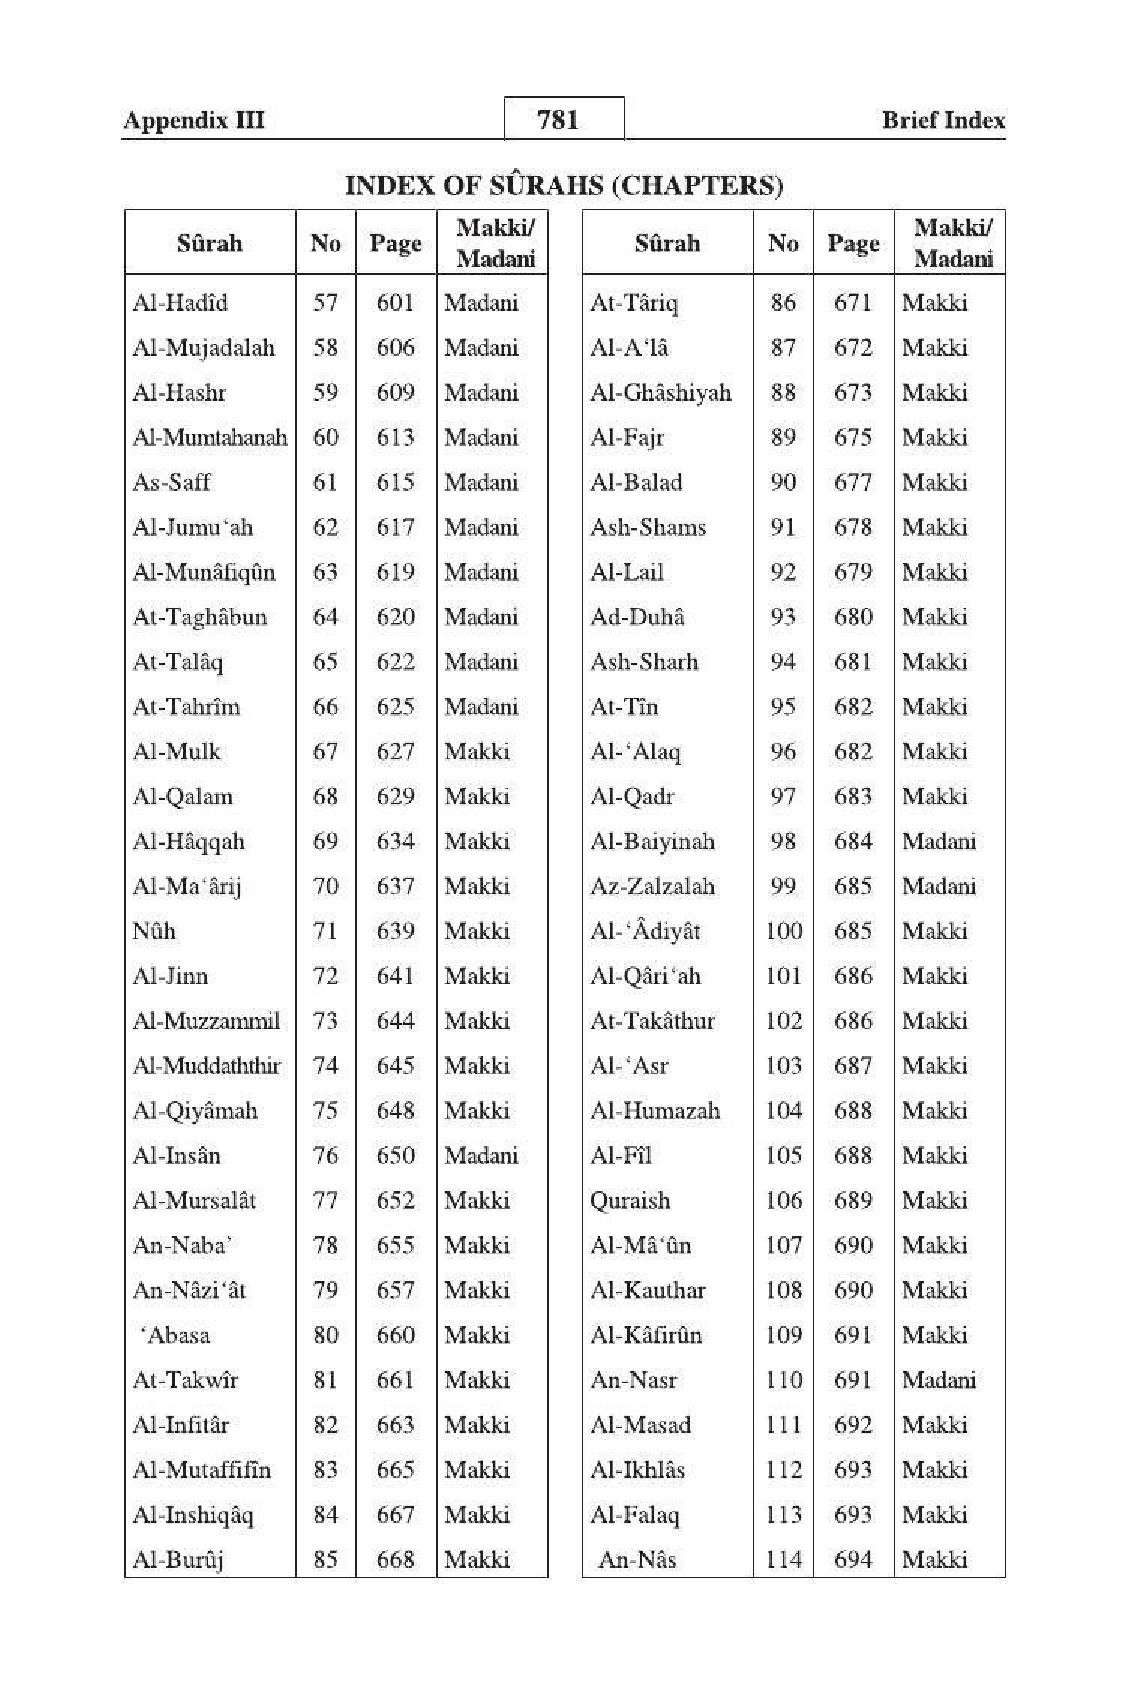 Appendix III 781 Brief Index
INDEX OF SÛRAHS (CHAPTERS)
Sûrah No Page Makki/ Madani
Al-Hadîd 57 601 Madani
Al-Mujadalah 58 606 Madani
Al-Hashr 59 609 Madani
Al-Mumtahanah 60 613 Madani
As-Saff 61 615 Madani
Al-Jumu‘ah 62 617 Madani
Al-Munâfiqûn 63 619 Madani
At-Taghâbun 64 620 Madani
At-Talâq 65 622 Madani
At-Tahrîm 66 625 Madani
Al-Mulk 67 627 Makki
Al-Qalam 68 629 Makki
Al-Hâqqah 69 634 Makki
Al-Ma‘ârij 70 637 Makki
Nûh 71 639 Makki
Al-Jinn 72 641 Makki
Al-Muzzammil 73 644 Makki
Al-Muddaththir 74 645 Makki
Al-Qiyâmah 75 648 Makki
Al-Insân 76 650 Madani
Al-Mursalât 77 652 Makki
An-Naba’ 78 655 Makki
An-Nâzi‘ât 79 657 Makki
‘Abasa 80 660 Makki
At-Takwîr 81 661 Makki
Al-Infitâr 82 663 Makki
Al-Mutaffifîn 83 665 Makki
Al-Inshiqâq 84 667 Makki
Al-Burûj 85 668 Makki
Sûrah No Page Makki/ Madani
At-Târiq 86 671 Makki
Al-A‘lâ 87 672 Makki
Al-Ghâshiyah 88 673 Makki
Al-Fajr 89 675 Makki
Al-Balad 90 677 Makki
Ash-Shams 91 678 Makki
Al-Lail 92 679 Makki
Ad-Duhâ 93 680 Makki
Ash-Sharh 94 681 Makki
At-Tîn 95 682 Makki
Al-‘Alaq 96 682 Makki
Al-Qadr 97 683 Makki
Al-Baiyinah 98 684 Madani
Az-Zalzalah 99 685 Madani
Al-‘Âdiyât 100 685 Makki
Al-Qâri‘ah 101 686 Makki
At-Takâthur 102 686 Makki
Al-‘Asr 103 687 Makki
Al-Humazah 104 688 Makki
Al-Fîl 105 688 Makki
Quraish 106 689 Makki
Al-Mâ‘ûn 107 690 Makki
Al-Kauthar 108 690 Makki
Al-Kâfirûn 109 691 Makki
An-Nasr 110 691 Madani
Al-Masad 111 692 Makki
Al-Ikhlâs 112 693 Makki
Al-Falaq 113 693 Makki
An-Nâs 114 694 Makki